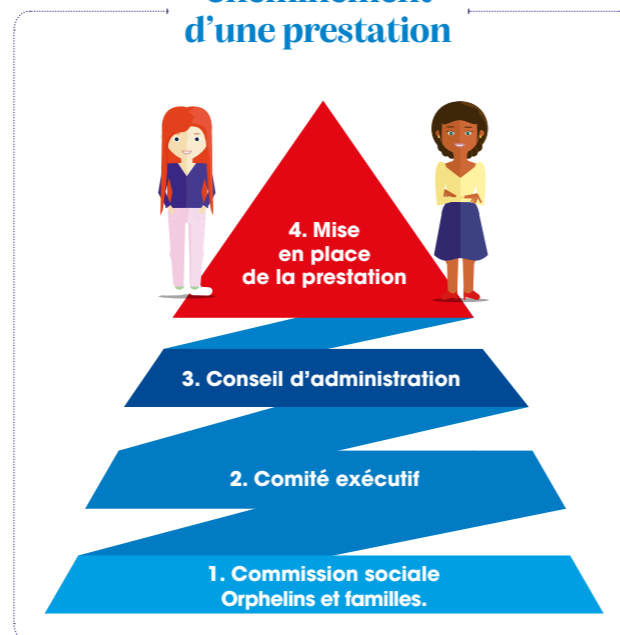 Cheminement
d'une prestation
4. Mise
en place
de la prestation
3. Conseil d'administration
2. Comité exécutif
1. Commission sociale
Orphelins et familles.